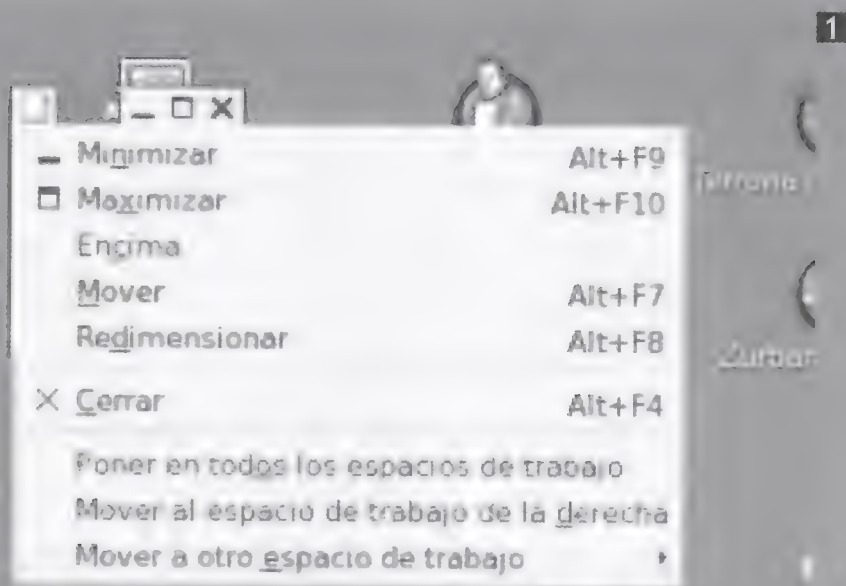 1
Minimizar Alt+F9
Maximizar Alt+F10
Encima
Mover Alt+F7
Redimensionar Alt+F8
Cerrar Alt+F4
Poner en todos los espacios de trabajo
Mover al espacio de trabajo de la derecha
Mover a otro espacio de trabajo